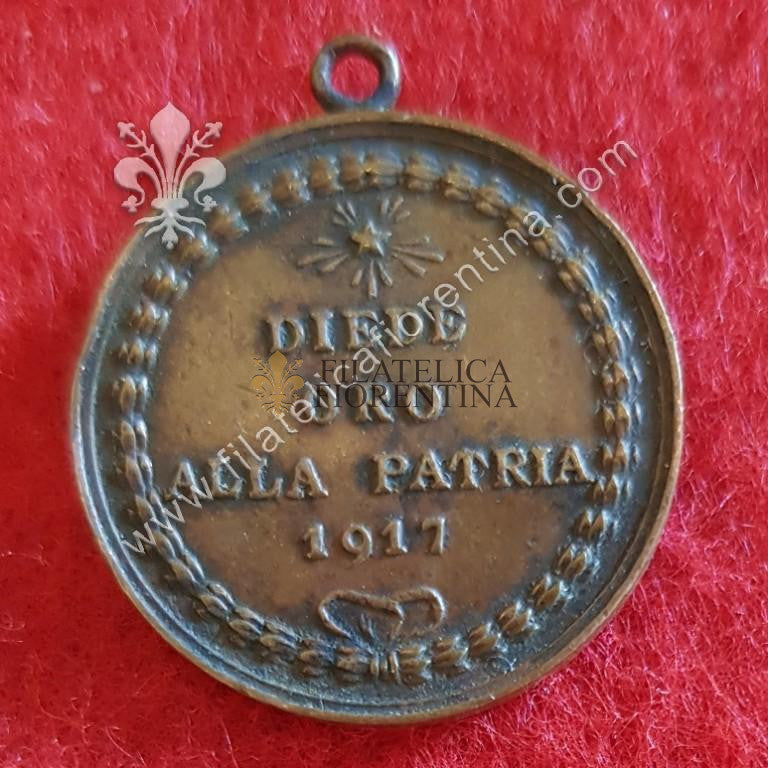 DIEDE
ORO
ALLA PATRIA
1917
FILATELICA
FIORENTINA
www.filatelicafiorentina.com